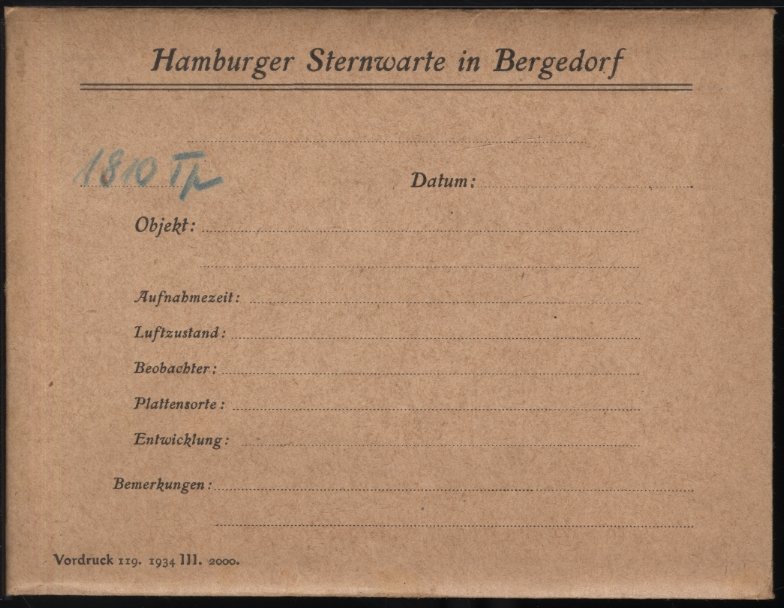 Hamburger Sternwarte in Bergedorf
1810 Tp
Datum:
Objekt:
Aufnahmezeit:
Luftzustand:
Beobachter:
Plattensorte:
Entwicklung:
Bemerkungen:
Vordruck 119. 1934 III. 2000.